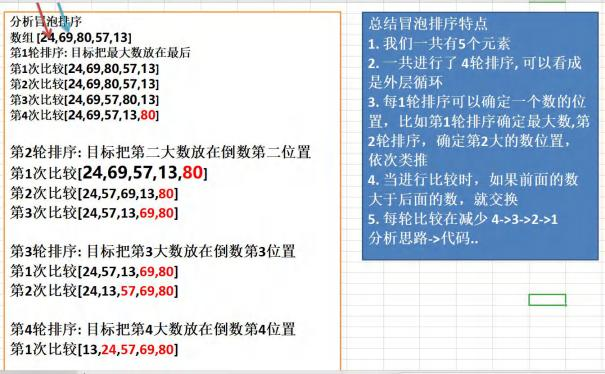 分析冒泡排序
数组 [24,69,80,57,13]
第1轮排序: 目标把最大数放在最后
第1次比较[24,69,80,57,13]
第2次比较[24,69,80,57,13]
第3次比较[24,69,57,80,13]
第4次比较[24,69,57,13,80]
第2轮排序: 目标把第二大数放在倒数第二位置
第1次比较[24,69,57,13,80]
第2次比较[24,57,69,13,80]
第3次比较[24,57,13,69,80]
第3轮排序: 目标把第3大数放在倒数第3位置
第1次比较[24,57,13,69,80]
第2次比较[24,13,57,69,80]
第4轮排序: 目标把第4大数放在倒数第4位置
第1次比较[13,24,57,69,80]
总结冒泡排序特点
1. 我们一共有5个元素
2. 一共进行了 4轮排序, 可以看成
是外层循环
3. 每1轮排序可以确定一个数的位
置，比如第1轮排序确定最大数,第
2轮排序，确定第2大的数位置，
依次类推
4. 当进行比较时，如果前面的数
大于后面的数，就交换
5. 每轮比较在减少 4->3->2->1
分析思路->代码..